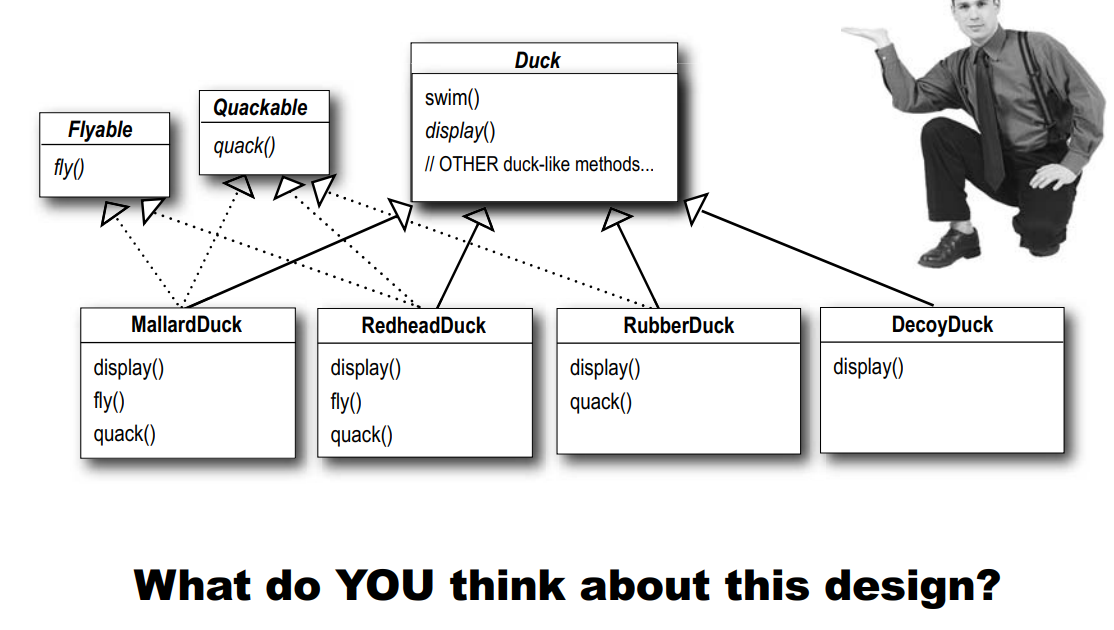 Duck
swim()
display()
// OTHER duck-like methods...
Quackable
quack()
Flyable
fly()
MallardDuck
display()
fly()
quack()
RedheadDuck
display()
fly()
quack()
RubberDuck
display()
quack()
DecoyDuck
display()
What do YOU think about this design?